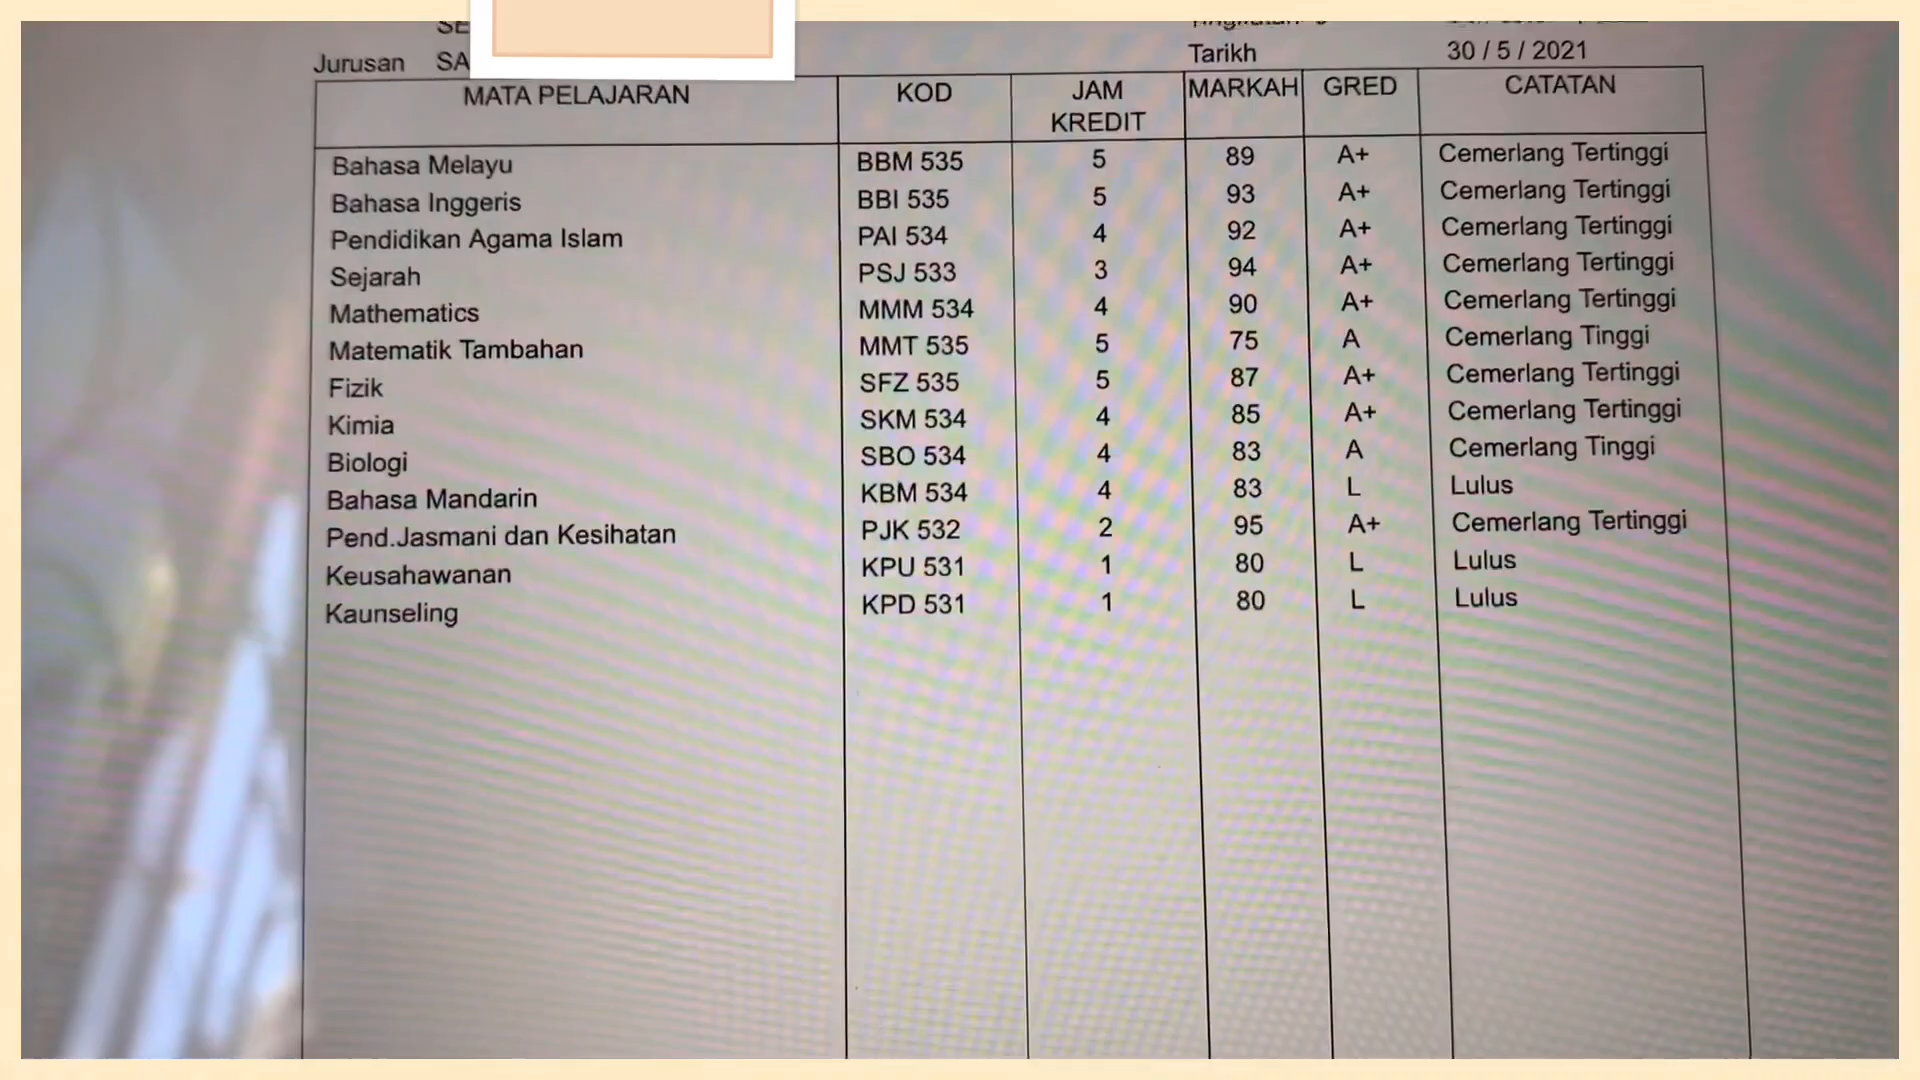 Tarikh 30 / 5 / 2021
Jurusan
MATA PELAJARAN KOD JAM KREDIT MARKAH GRED CATATAN
Bahasa Melayu BBM 535 5 89 A+ Cemerlang Tertinggi
Bahasa Inggeris BBI 535 5 93 A+ Cemerlang Tertinggi
Pendidikan Agama Islam PAI 534 4 92 A+ Cemerlang Tertinggi
Sejarah PSJ 533 3 94 A+ Cemerlang Tertinggi
Mathematics MMM 534 4 90 A+ Cemerlang Tertinggi
Matematik Tambahan MMT 535 5 75 A Cemerlang Tinggi
Fizik SFZ 535 5 87 A+ Cemerlang Tertinggi
Kimia SKM 534 4 85 A+ Cemerlang Tertinggi
Biologi SBO 534 4 83 A Cemerlang Tinggi
Bahasa Mandarin KBM 534 4 83 L Lulus
Pend.Jasmani dan Kesihatan PJK 532 2 95 A+ Cemerlang Tertinggi
Keusahawanan KPU 531 1 80 L Lulus
Kaunseling KPD 531 1 80 L Lulus